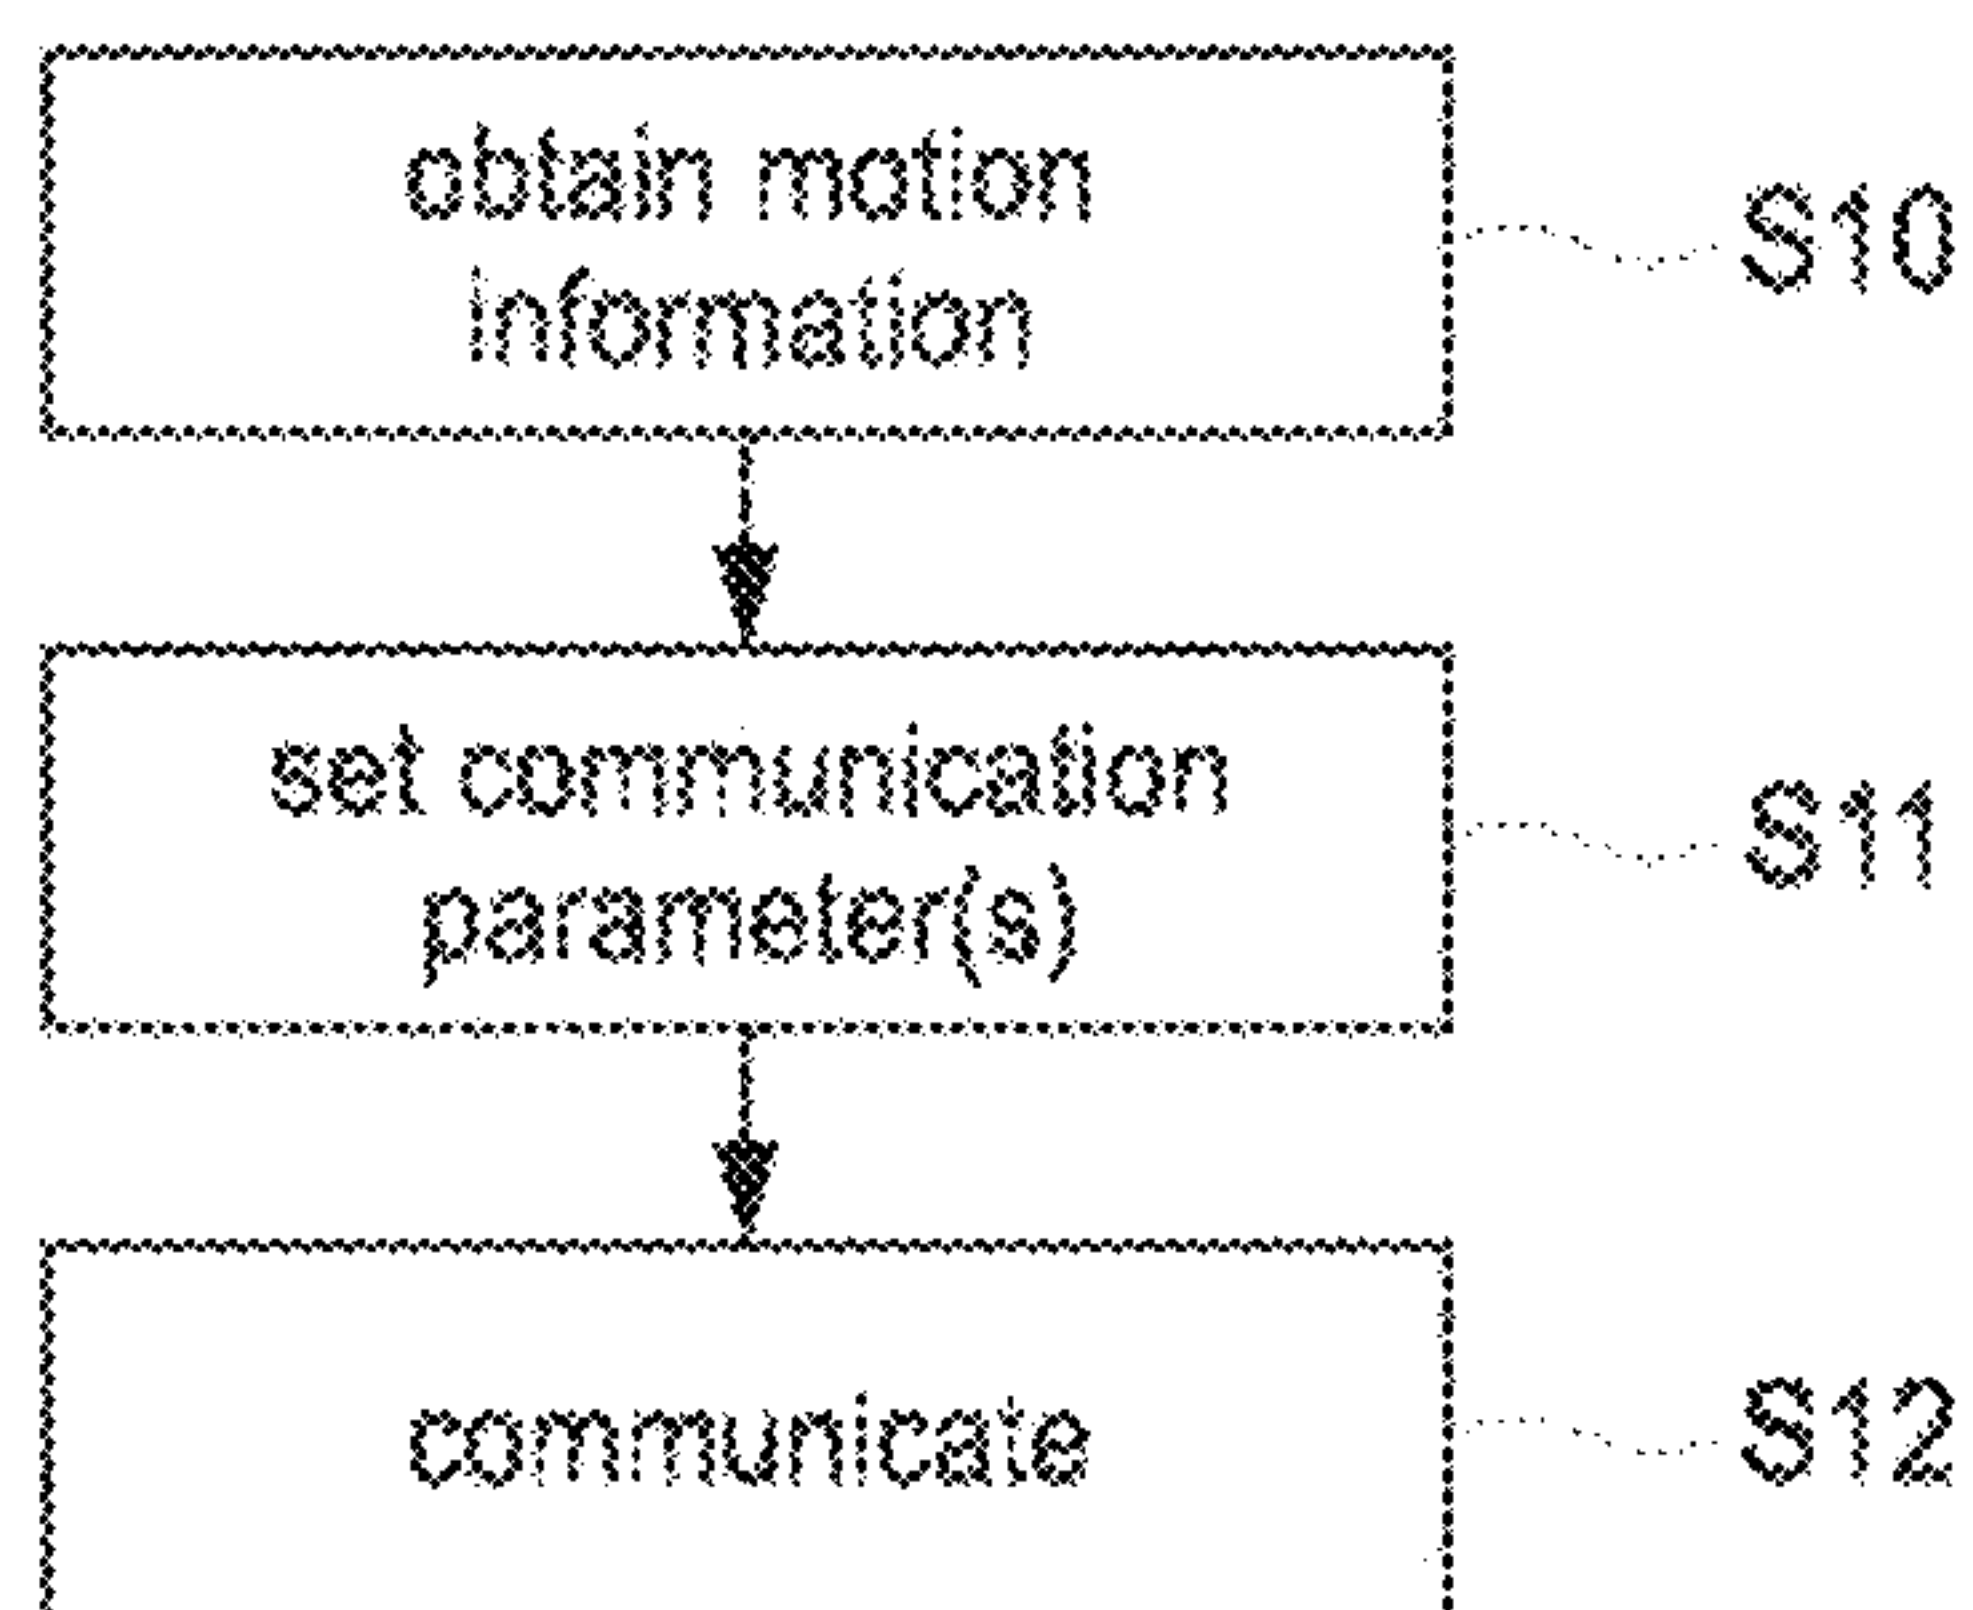 obtain motion
information
S10
set communication
parameter(s)
S11
communicate
S12